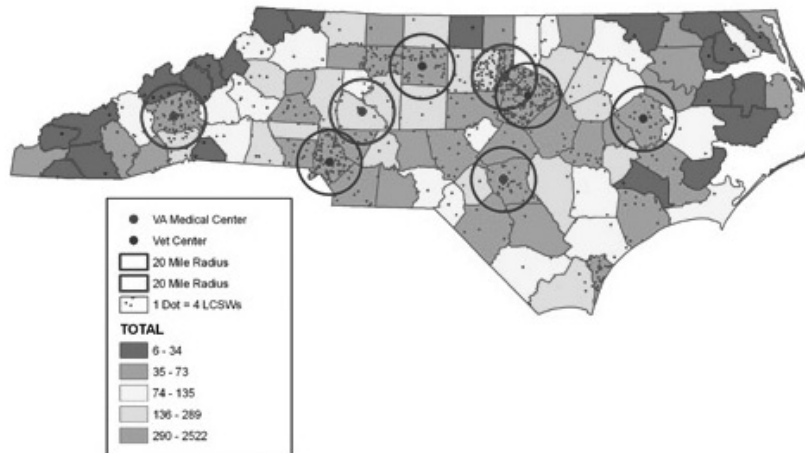 VA Medical Center
Vet Center
20 Mile Radius
20 Mile Radius
1 Dot = 4 LCSWs
TOTAL
6 - 34
35 - 73
74 - 135
136 - 289
290 - 2522